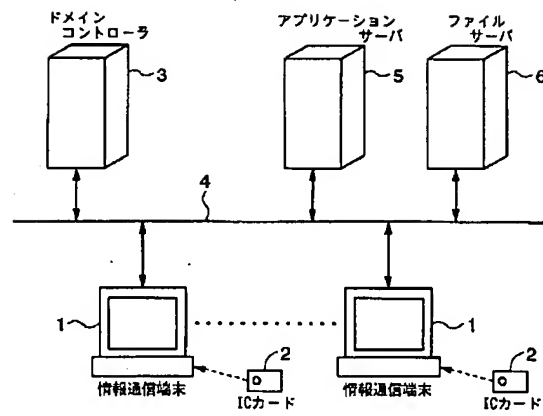 ドメイン
コントローラ
3
アプリケーション
サーバ
5
ファイル
サーバ
6
4
1
2
情報通信端末
ICカード
1
2
情報通信端末
ICカード